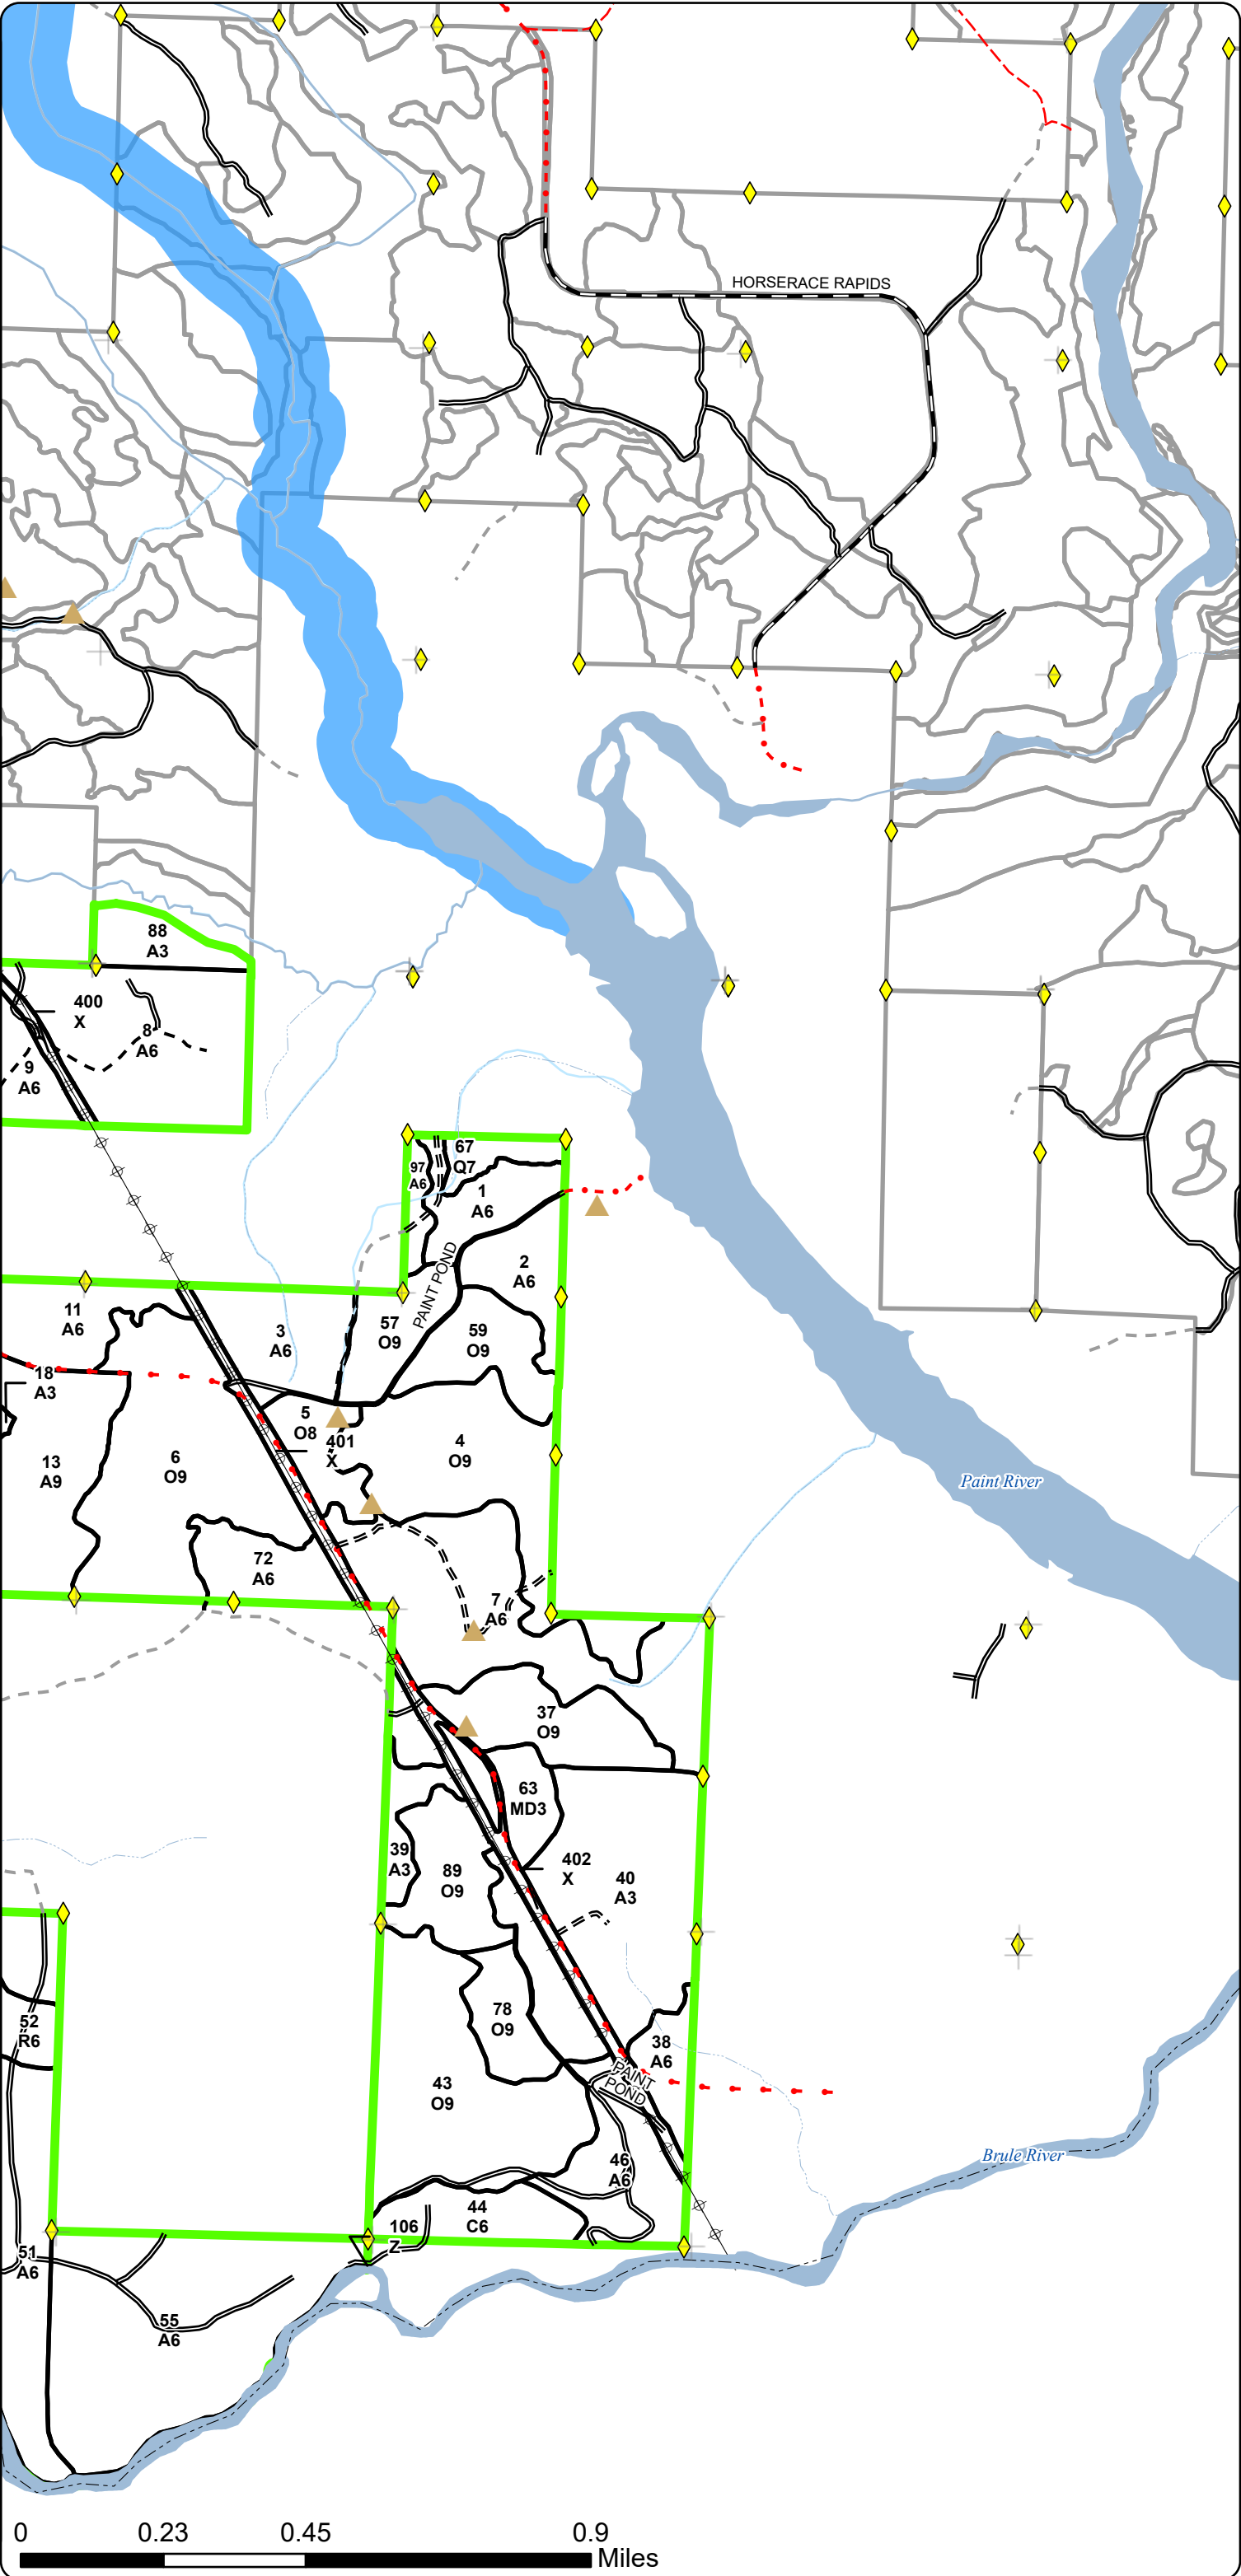 HORSERACE RAPIDS
88
A3
400
X
8
A6
9
A6
67
Q7
97
A6
1
A6
2
A6
PAINT POND
11
A6
3
A6
57
O9
59
O9
18
A3
5
O8
401
X
4
O9
13
A9
6
O9
Paint River
72
A6
7
A6
37
O9
63
MD3
39
A3
89
O9
402
X
40
A3
52
R6
78
O9
38
A6
PAINT
POND
43
O9
46
A6
Brule River
44
C6
106
Z
51
A6
55
A6
0 0.23 0.45 0.9
Miles